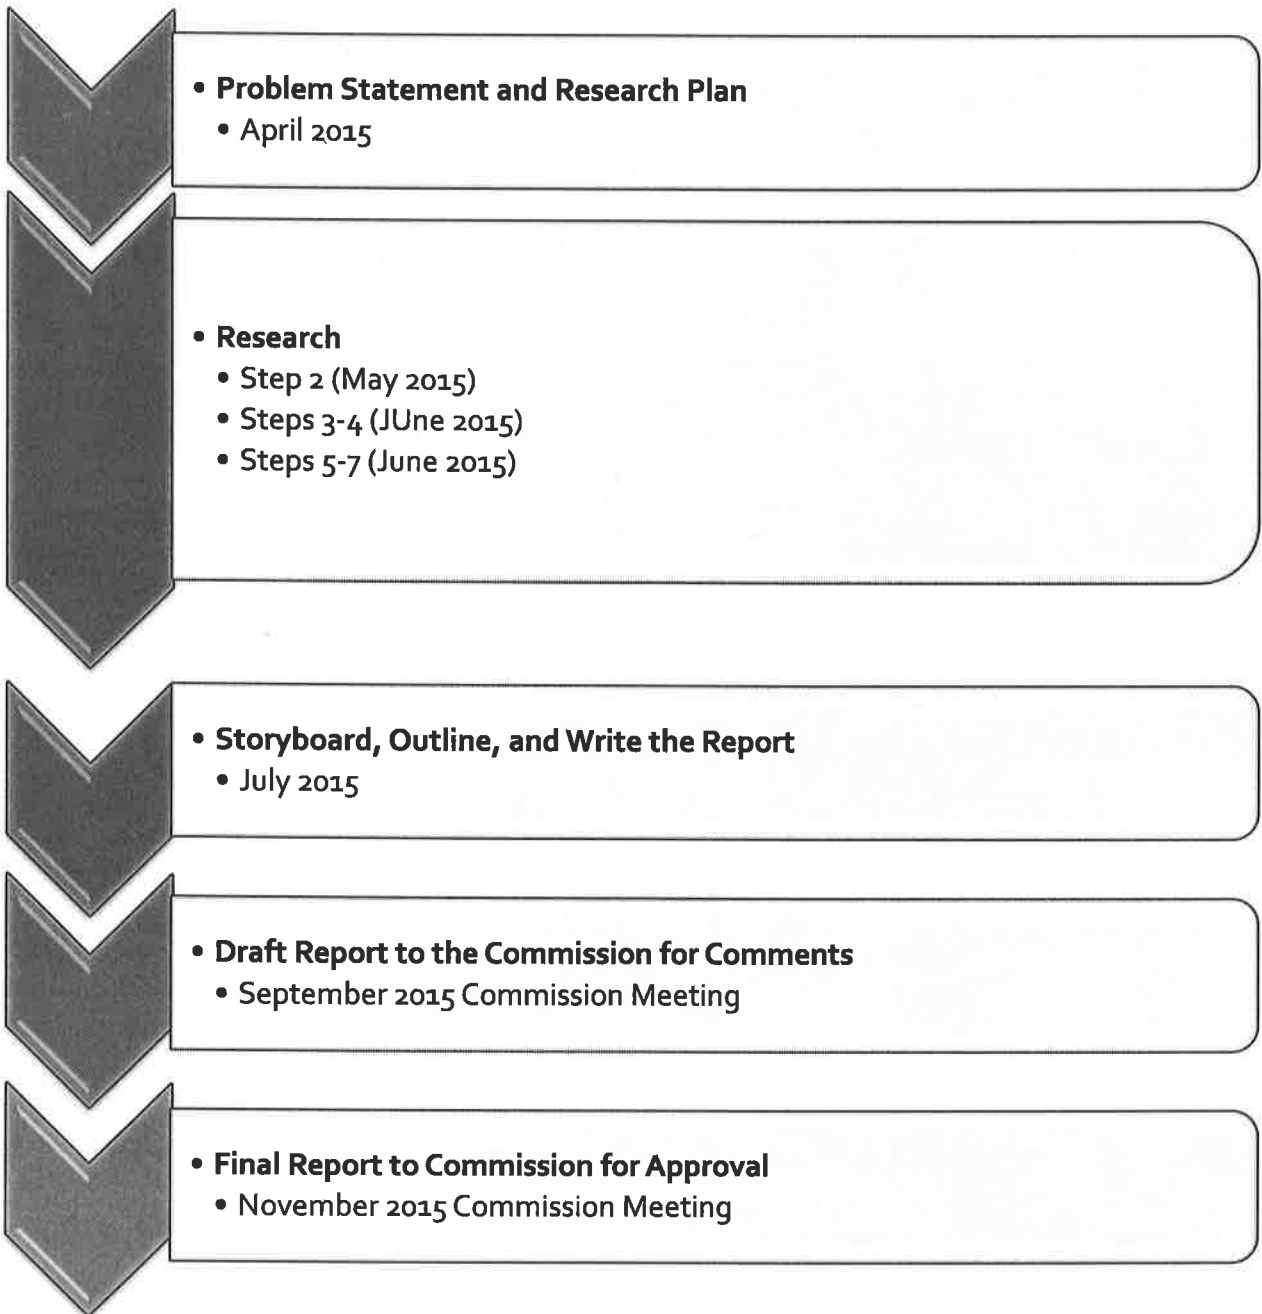 • Problem Statement and Research Plan
• April 2015
• Research
• Step 2 (May 2015)
• Steps 3-4 (JUne 2015)
• Steps 5-7 (June 2015)
• Storyboard, Outline, and Write the Report
• July 2015
• Draft Report to the Commission for Comments
• September 2015 Commission Meeting
• Final Report to Commission for Approval
• November 2015 Commission Meeting